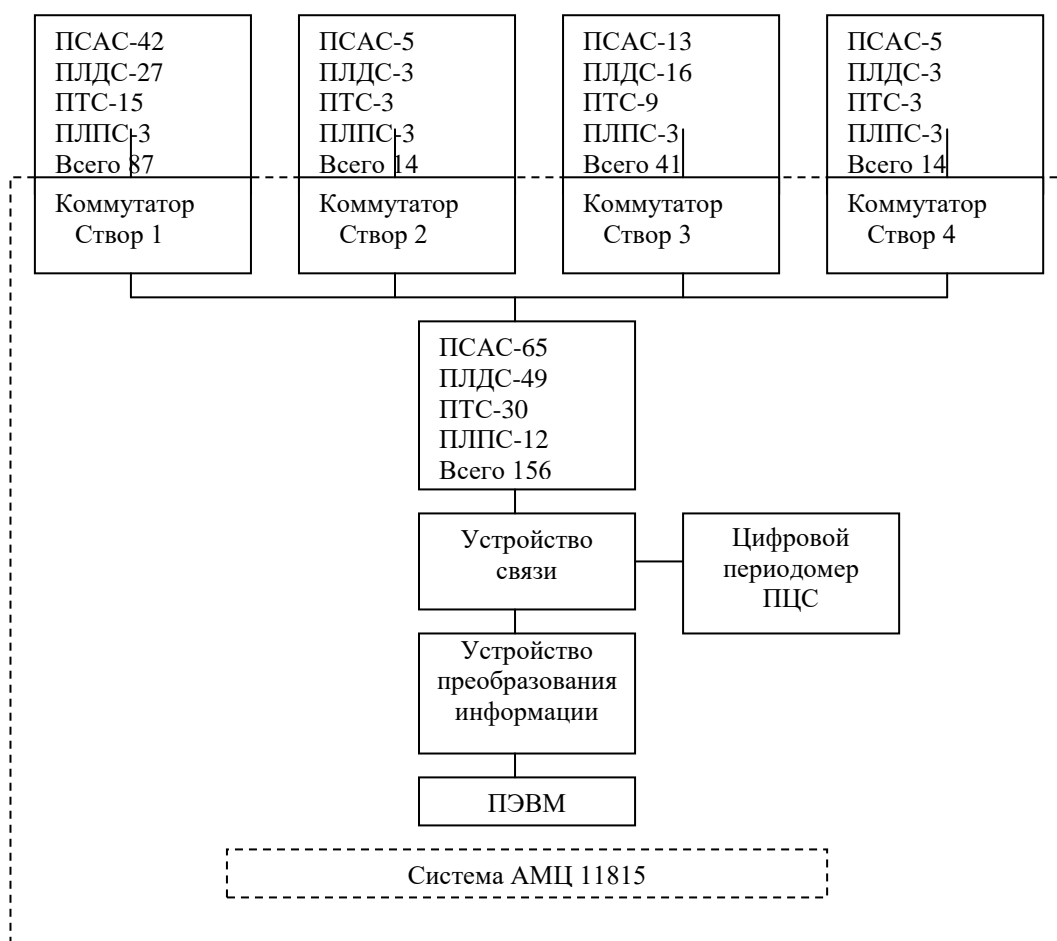 ПСАС-42
ПЛДС-27
ПТС-15
ПЛПС-3
Всего 87
Коммутатор
Створ 1
ПСАС-5
ПЛДС-3
ПТС-3
ПЛПС-3
Всего 14
Коммутатор
Створ 2
ПСАС-13
ПЛДС-16
ПТС-9
ПЛПС-3
Всего 41
Коммутатор
Створ 3
ПСАС-5
ПЛДС-3
ПТС-3
ПЛПС-3
Всего 14
Коммутатор
Створ 4
ПСАС-65
ПЛДС-49
ПТС-30
ПЛПС-12
Всего 156
Устройство
связи
Цифровой
периодомер
ПЦС
Устройство
преобразования
информации
ПЭВМ
Система АМЦ 11815